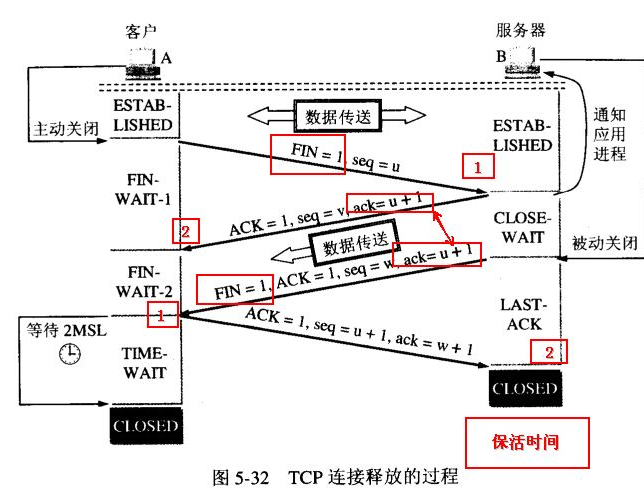 客户
服务器
A
B
ESTAB-
LISHED
数据传送
ESTAB-
LISHED
通知
应用
进程
主动关闭
FIN = 1, seq = u
1
FIN-
WAIT-1
ACK = 1, seq = v, ack= u + 1
2
CLOSE-
WAIT
数据传送
被动关闭
FIN-
WAIT-2
FIN = 1, ACK = 1, seq = w, ack= u + 1
1
LAST-
ACK
ACK = 1, seq = u + 1, ack = w + 1
等待 2MSL
2
TIME-
WAIT
CLOSED
CLOSED
保活时间
图 5-32 TCP 连接释放的过程